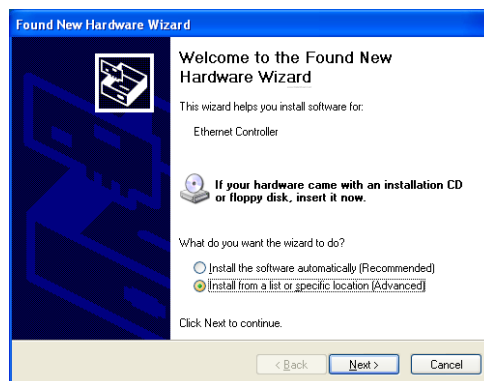 Found New Hardware Wizard
Welcome to the Found New
Hardware Wizard
This wizard helps you install software for:
Ethernet Controller
If your hardware came with an installation CD
or floppy disk, insert it now.
What do you want the wizard to do?
Install the software automatically (Recommended)
Install from a list or specific location (Advanced)
Click Next to continue.
< Back Next > Cancel